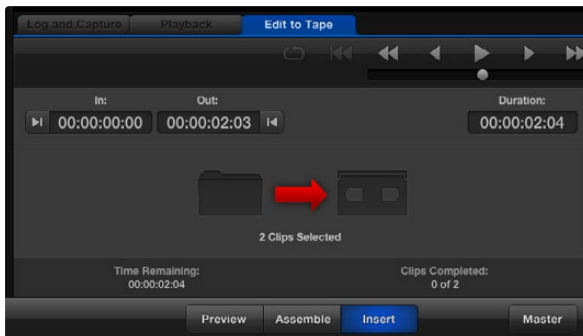 Log and Capture Playback Edit to Tape
In: Out: Duration:
00:00:00:00 00:00:02:03 00:00:02:04
2 Clips Selected
Time Remaining: Clips Completed:
00:00:02:04 0 of 2
Preview Assemble Insert Master